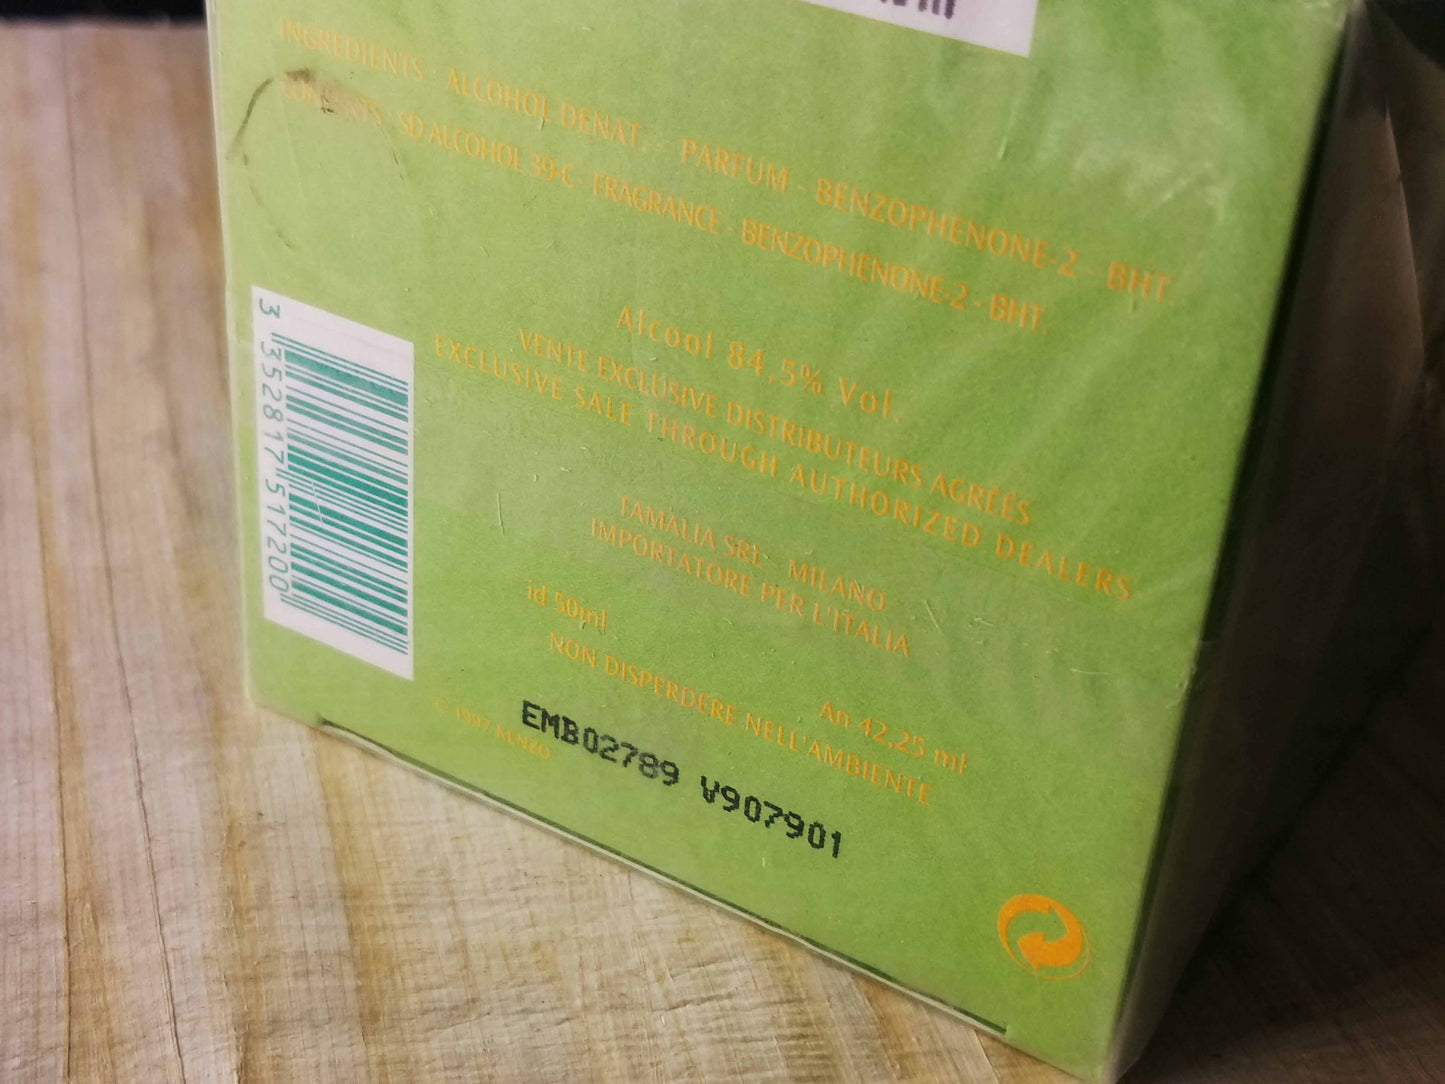 INGREDIENTS - ALCOHOL DENAT. - PARFUM - BENZOPHENONE-2 - BHT
CONTENTS - SD ALCOHOL 39-C - FRAGRANCE - BENZOPHENONE-2 - BHT.
Alcool 84,5% Vol.
VENTE EXCLUSIVE DISTRIBUTEURS AGRÉÉS
EXCLUSIVE SALE THROUGH AUTHORIZED DEALERS
TAMALIA SRL - MILANO
IMPORTATORE PER L'ITALIA
id 50ml
An 42,25 ml
NON DISPERDERE NELL'AMBIENTE
© 1997 KENZO
EMB02789 V907901
3 352817 517200